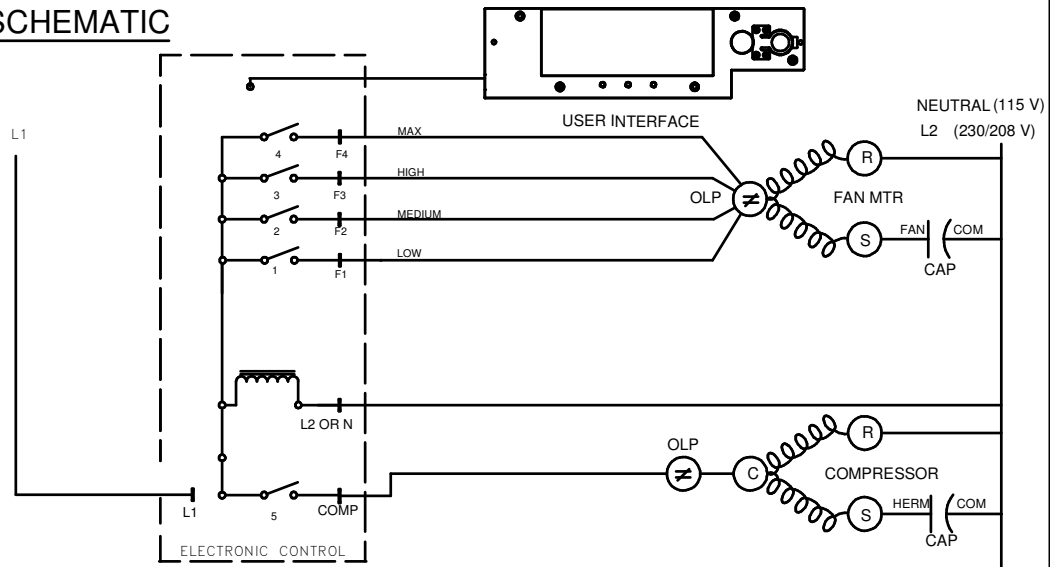 SCHEMATIC
NEUTRAL (115 V)
L1
USER INTERFACE
L2 (230/208 V)
MAX
4
F4
R
HIGH
3
F3
OLP
FAN MTR
MEDIUM
2
F2
S
FAN
COM
LOW
1
F1
CAP
L2 OR N
R
OLP
C
COMPRESSOR
L1
5
COMP
S
HERM
COM
CAP
ELECTRONIC CONTROL